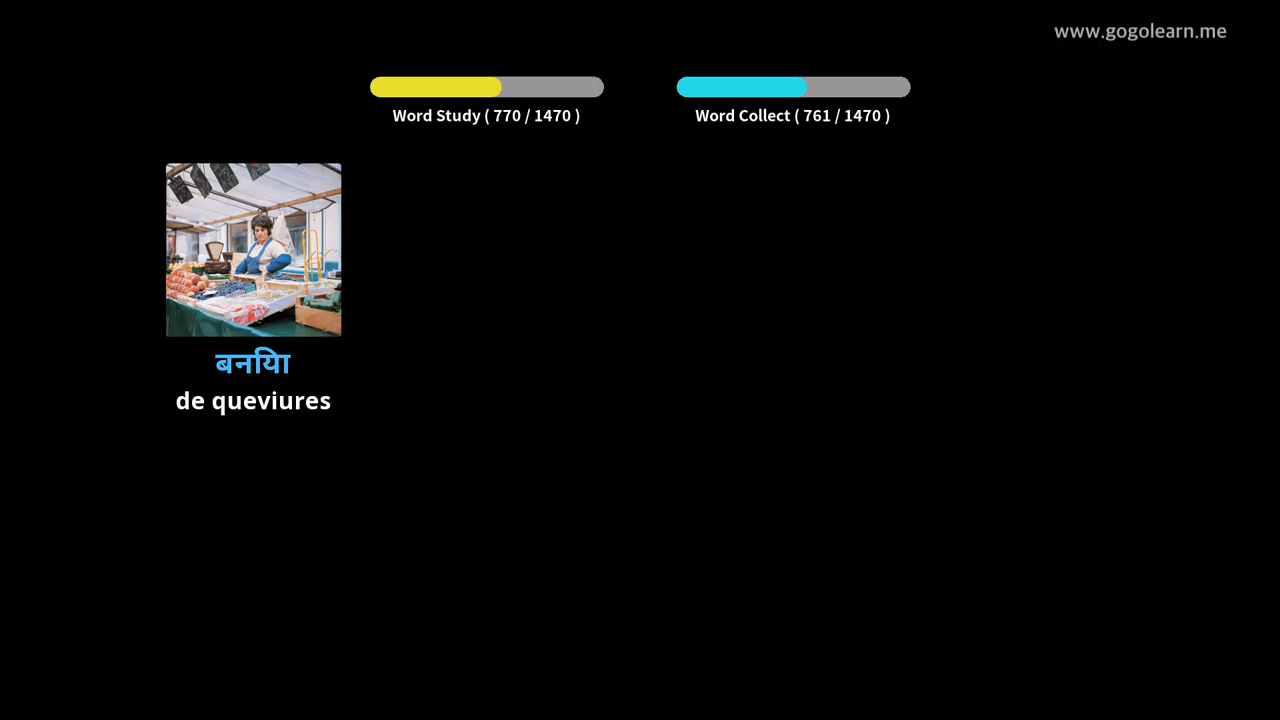 www.gogolearn.me
Word Study ( 770 / 1470 )
Word Collect ( 761 / 1470 )
बनिया
de queviures